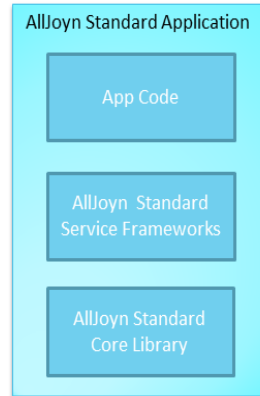 AllJoyn Standard Application
App Code
AllJoyn Standard
Service Frameworks
AllJoyn Standard
Core Library